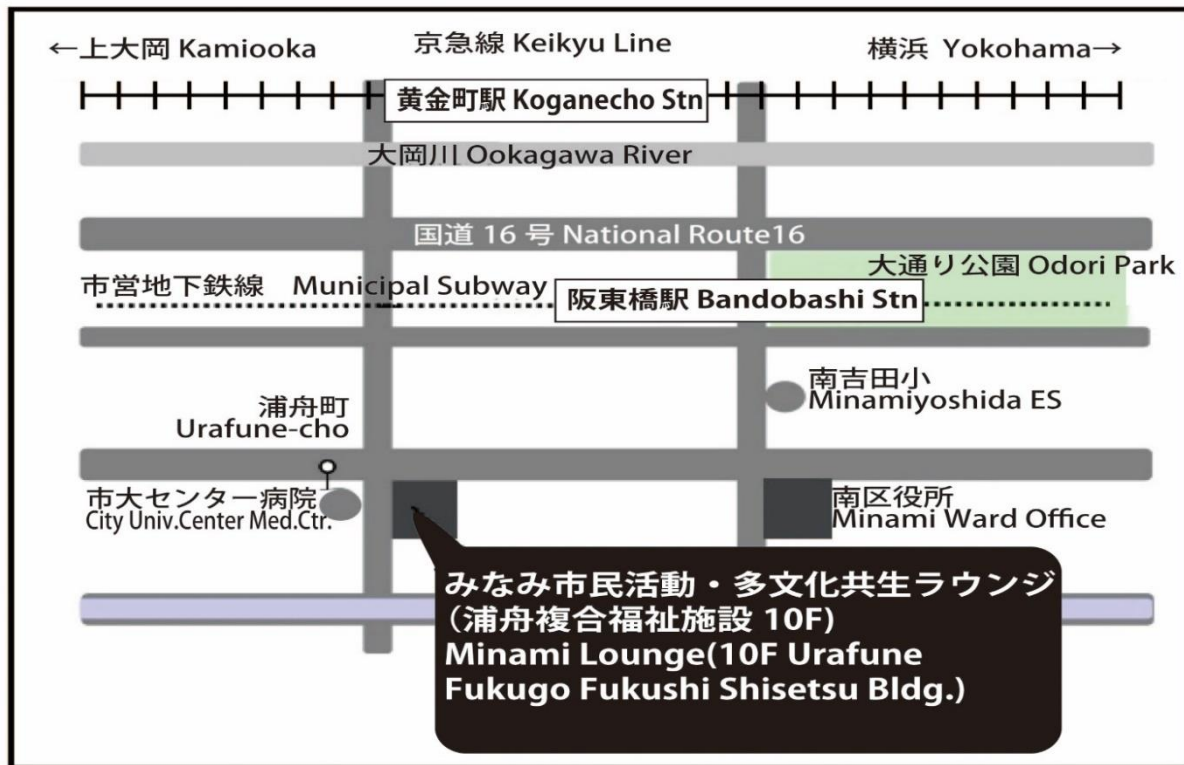 ←上大岡 Kamiooka
京急線 Keikyu Line
横浜 Yokohama→
黄金町駅 Koganecho Stn
大岡川 Ookagawa River
国道 16 号 National Route16
大通り公園 Odori Park
市営地下鉄線 Municipal Subway
阪東橋駅 Bandobashi Stn
南吉田小
Minamiyoshida ES
浦舟町
Urafune-cho
市大センター病院
City Univ.Center Med.Ctr.
南区役所
Minami Ward Office
みなみ市民活動・多文化共生ラウンジ
(浦舟複合福祉施設 10F)
Minami Lounge(10F Urafune
Fukugo Fukushi Shisetsu Bldg.)